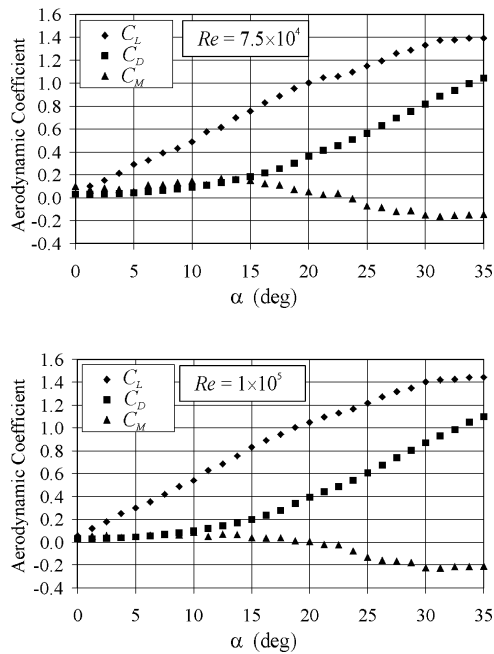 1.6
1.4
1.2
1.0
0.8
0.6
0.4
0.2
0.0
-0.2
-0.4
Aerodynamic Coefficient
C_L
C_D
C_M
Re = 7.5×10⁴
0 5 10 15 20 25 30 35
α (deg)
1.6
1.4
1.2
1.0
0.8
0.6
0.4
0.2
0.0
-0.2
-0.4
Aerodynamic Coefficient
C_L
C_D
C_M
Re = 1×10⁵
0 5 10 15 20 25 30 35
α (deg)